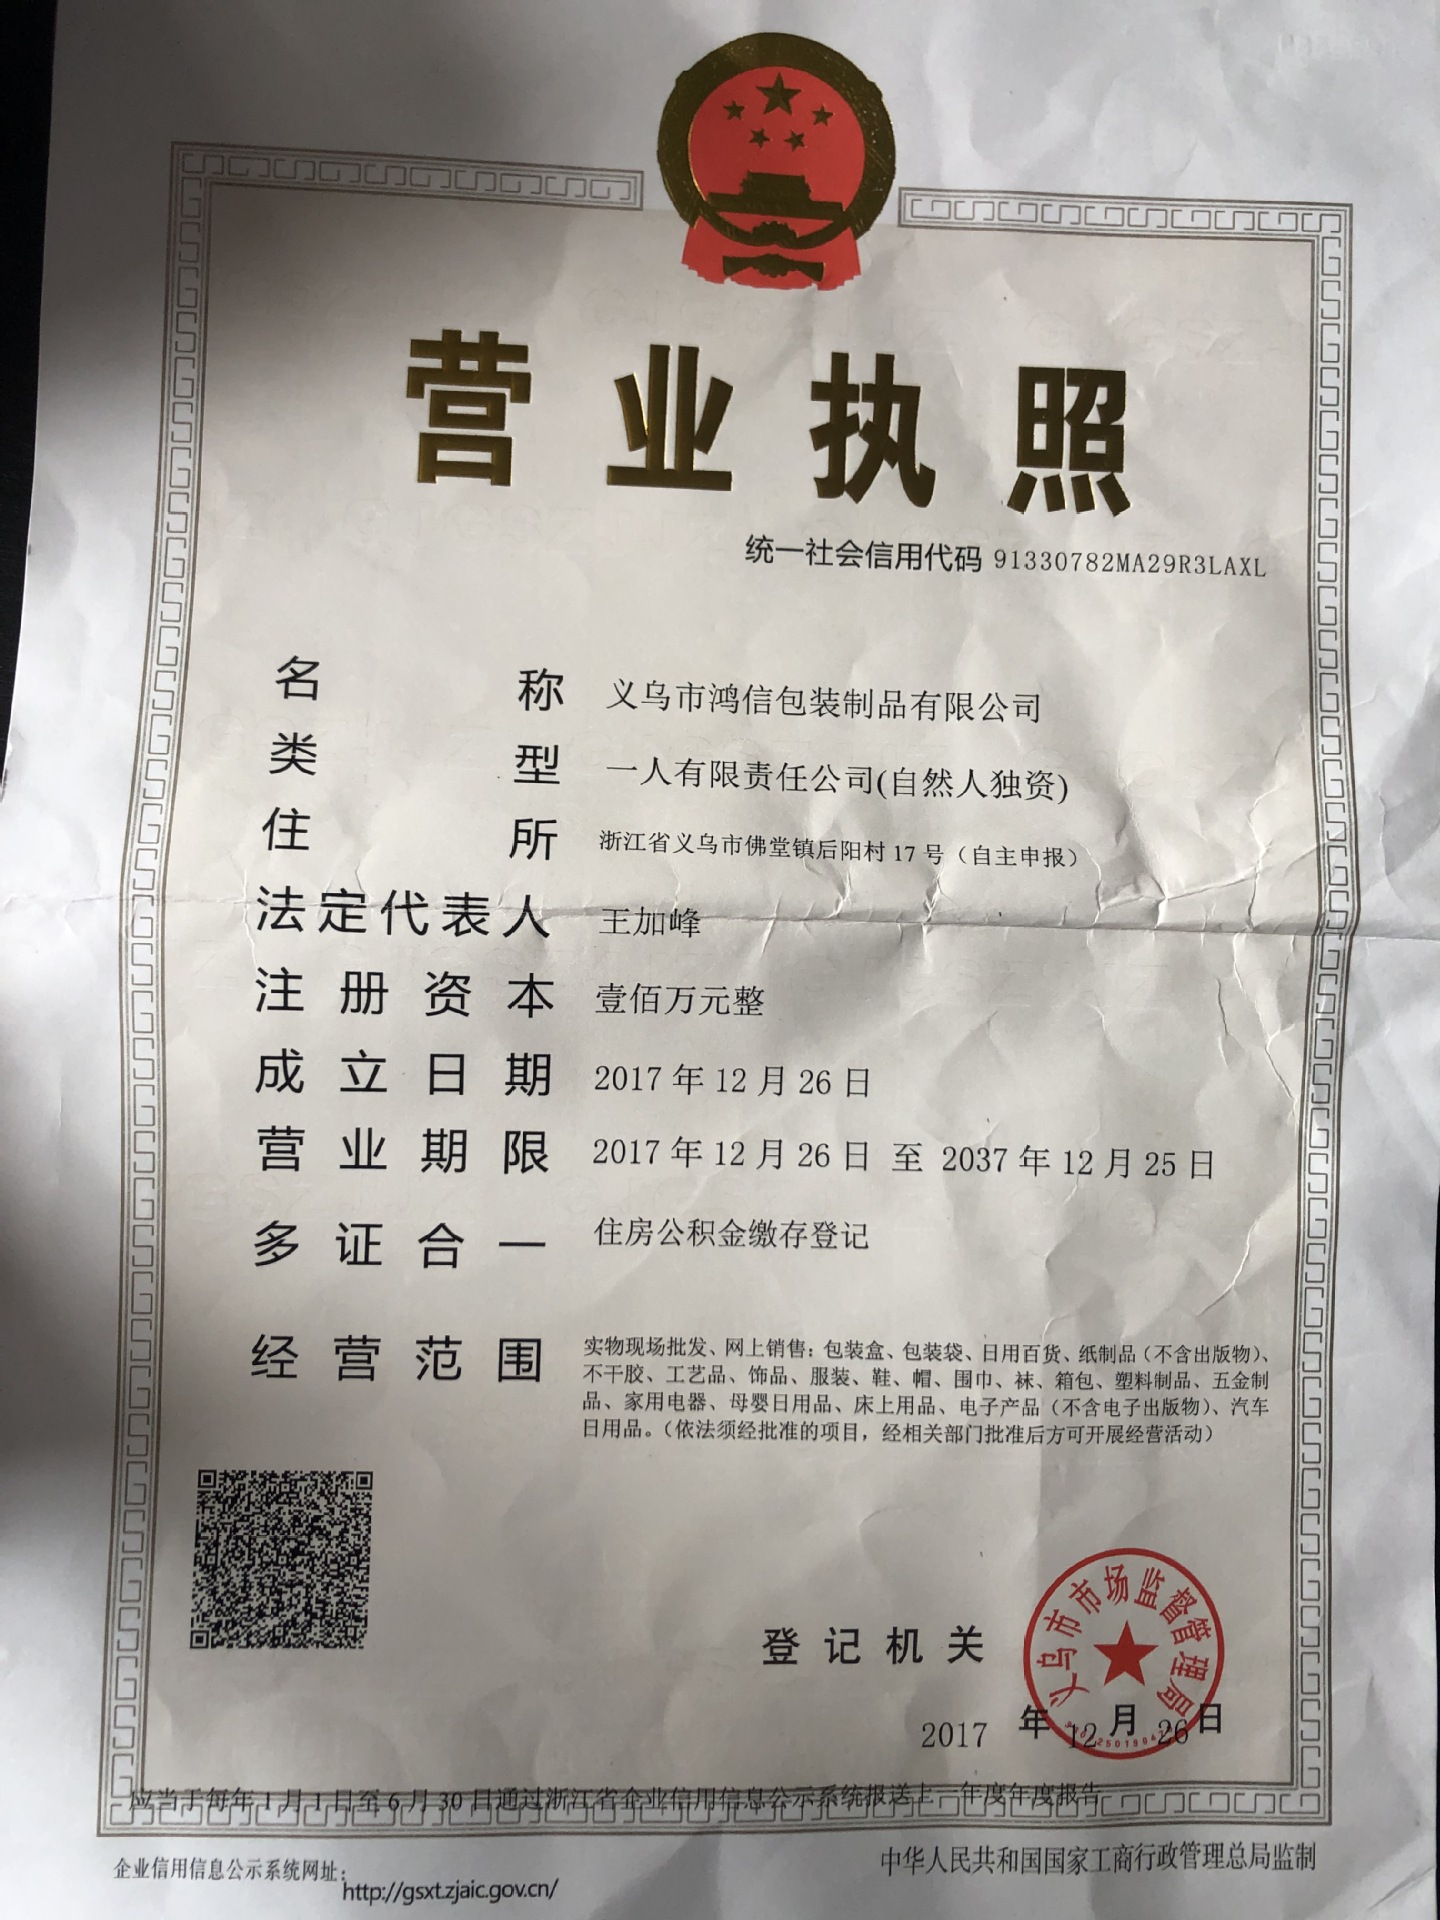 营业执照
统一社会信用代码 91330782MA29R3LAXL
名称 义乌市鸿信包装制品有限公司
类型 一人有限责任公司(自然人独资)
住所 浙江省义乌市佛堂镇后阳村17号（自主申报）
法定代表人 王加峰
注册资本 壹佰万元整
成立日期 2017年12月26日
营业期限 2017年12月26日 至 2037年12月25日
多证合一 住房公积金缴存登记
经营范围 实物现场批发、网上销售：包装盒、包装袋、日用百货、纸制品（不含出版物）、
不干胶、工艺品、饰品、服装、鞋、帽、围巾、袜、箱包、塑料制品、五金制
品、家用电器、母婴日用品、床上用品、电子产品（不含电子出版物）、汽车
日用品。（依法须经批准的项目，经相关部门批准后方可开展经营活动）
登记机关
义乌市市场监督管理局
2017年12月26日
应当于每年1月1日至6月30日通过浙江省企业信用信息公示系统报送上一年度年度报告
企业信用信息公示系统网址：
http://gsxt.zjaic.gov.cn/
中华人民共和国国家工商行政管理总局监制